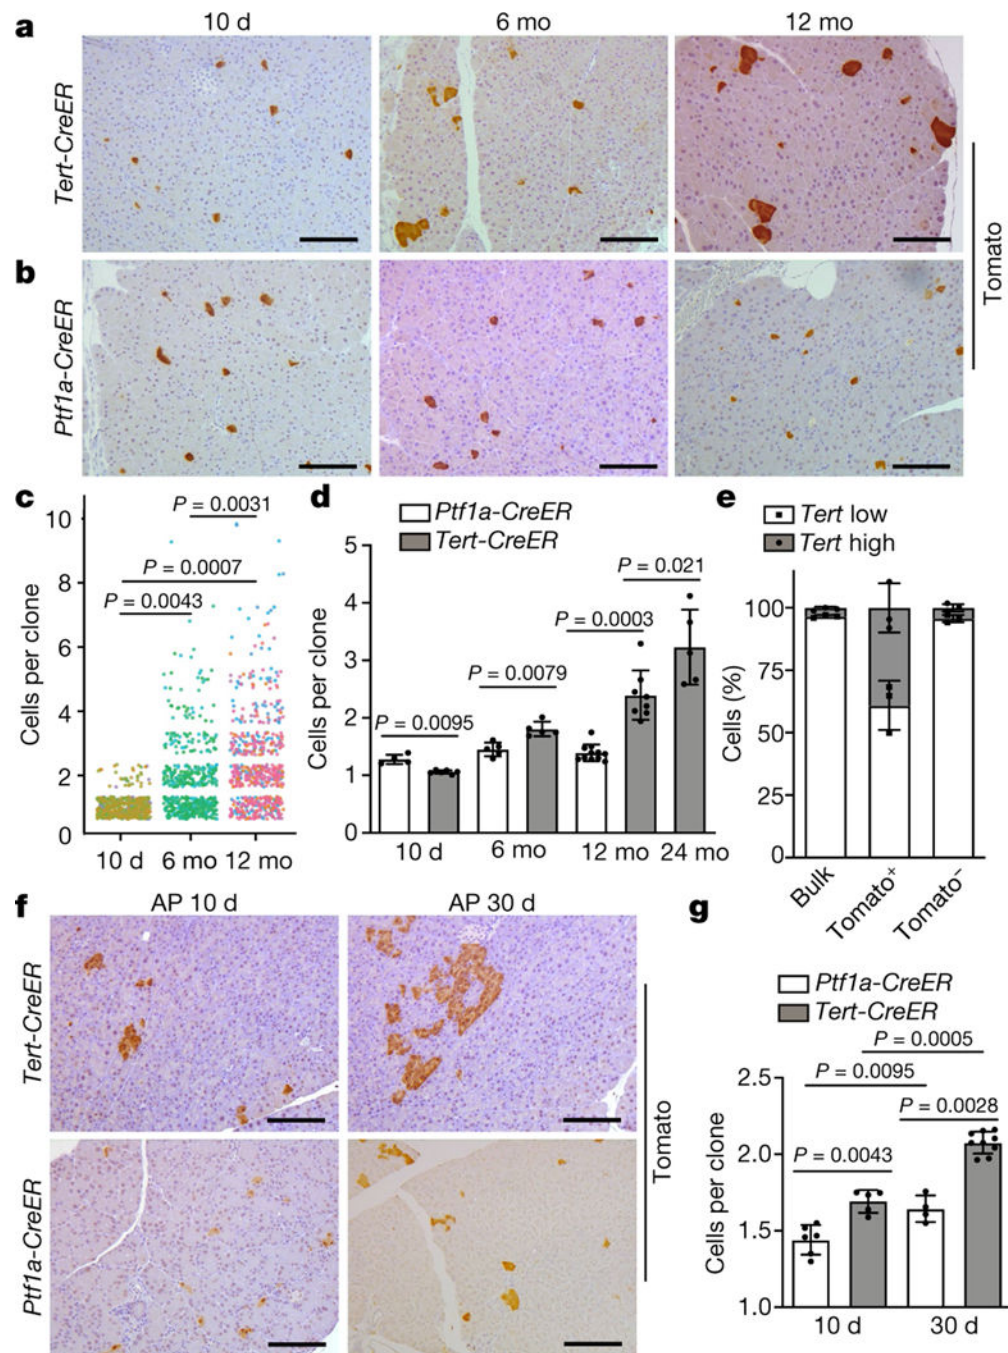 a
10 d
6 mo
12 mo
Tert-CreER
b
Ptf1a-CreER
Tomato
c
Cells per clone
10
8
6
4
2
0
P = 0.0031
P = 0.0007
P = 0.0043
10 d
6 mo
12 mo
d
Ptf1a-CreER
Tert-CreER
Cells per clone
5
4
3
2
1
0
P = 0.021
P = 0.0003
P = 0.0079
P = 0.0095
10 d
6 mo
12 mo
24 mo
e
Tert low
Tert high
Cells (%)
100
75
50
25
0
Bulk
Tomato+
Tomato−
f
AP 10 d
AP 30 d
Tert-CreER
Ptf1a-CreER
Tomato
g
Ptf1a-CreER
Tert-CreER
Cells per clone
2.5
2.0
1.5
1.0
P = 0.0005
P = 0.0095
P = 0.0028
P = 0.0043
10 d
30 d